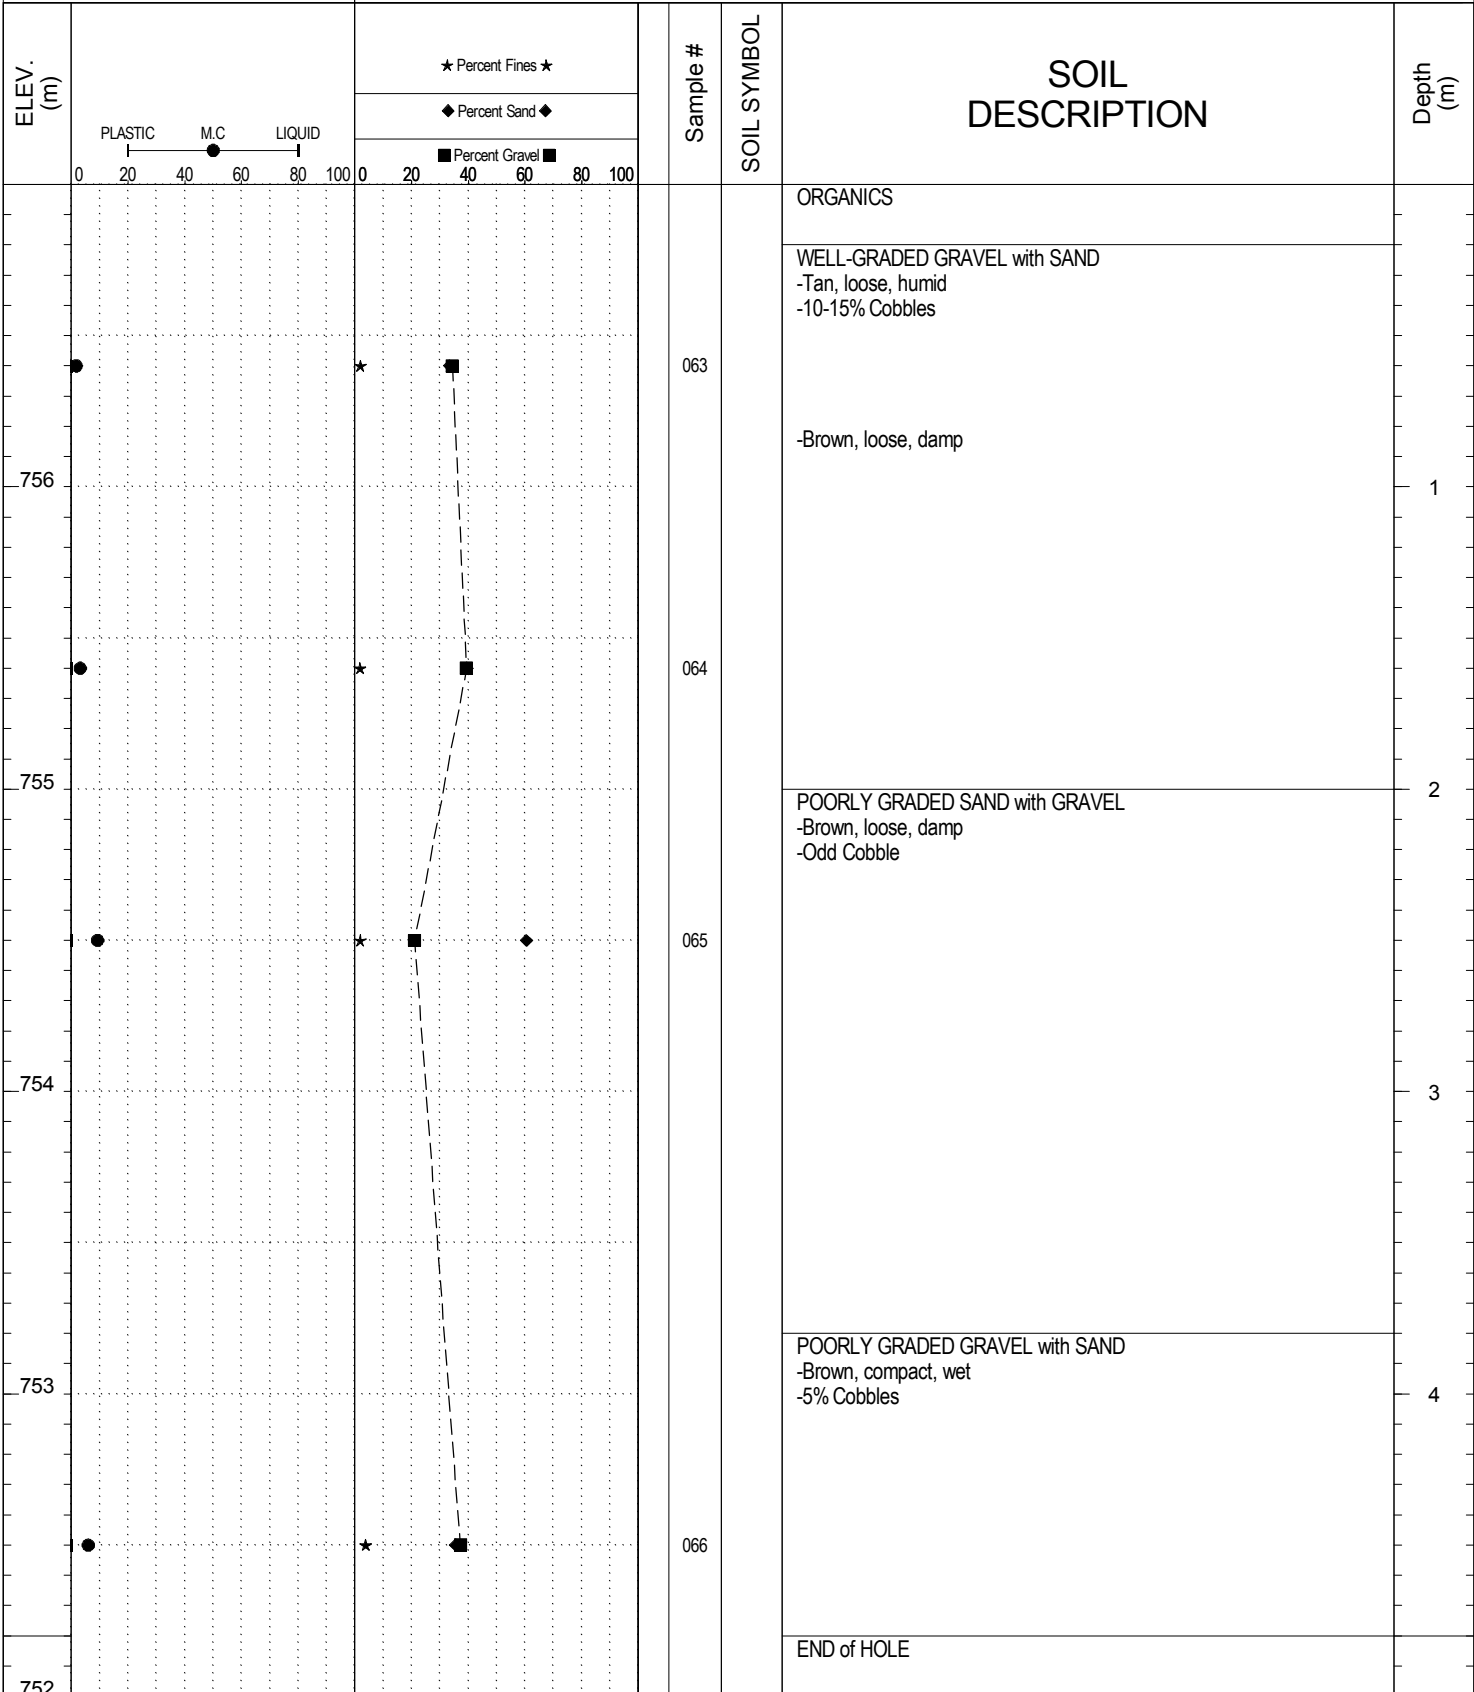 ELEV.
(m)
PLASTIC M.C LIQUID
0 20 40 60 80 100
★ Percent Fines ★
◆ Percent Sand ◆
■ Percent Gravel ■
0 20 40 60 80 100
Sample #
SOIL SYMBOL
SOIL
DESCRIPTION
Depth
(m)
ORGANICS
WELL-GRADED GRAVEL with SAND
-Tan, loose, humid
-10-15% Cobbles
063
-Brown, loose, damp
756 1
064
755 2
POORLY GRADED SAND with GRAVEL
-Brown, loose, damp
-Odd Cobble
065
754 3
POORLY GRADED GRAVEL with SAND
-Brown, compact, wet
753 4
-5% Cobbles
066
END of HOLE
752